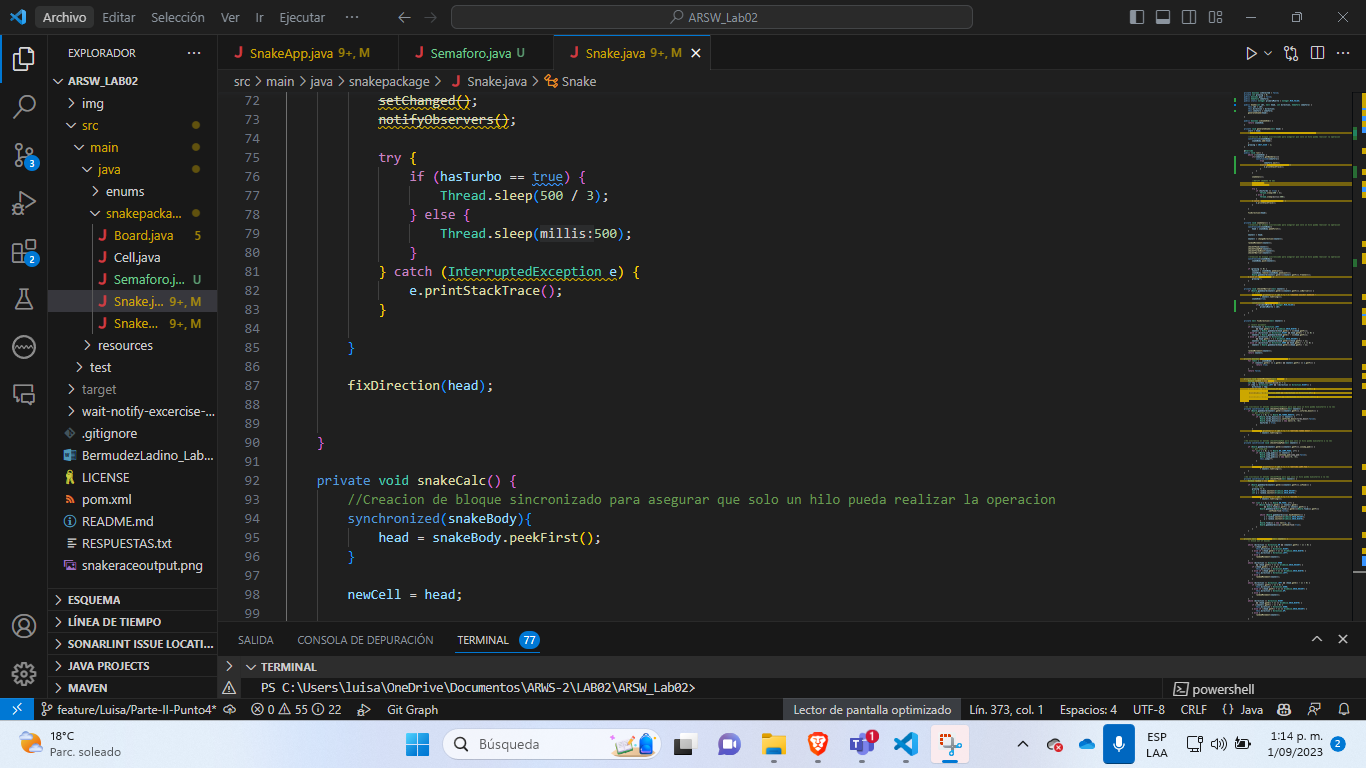 Archivo Editar Selección Ver Ir Ejecutar ··· ARSW_Lab02
EXPLORADOR ···
ARSW_LAB02
img
src
main
java
enums
snakepacka...
Board.java 5
Cell.java
Semaforo.j... U
Snake.j... 9+, M
Snake... 9+, M
resources
test
target
wait-notify-excercise-...
.gitignore
BermudezLadino_Lab...
LICENSE
pom.xml
README.md
RESPUESTAS.txt
snakeraceoutput.png
ESQUEMA
LÍNEA DE TIEMPO
SONARLINT ISSUE LOCATI...
JAVA PROJECTS
MAVEN
3
2
SnakeApp.java 9+, M Semaforo.java U Snake.java 9+, M
src > main > java > snakepackage > Snake.java > Snake
72 setChanged();
73 notifyObservers();
74
75 try {
76 if (hasTurbo == true) {
77 Thread.sleep(500 / 3);
78 } else {
79 Thread.sleep(millis:500);
80 }
81 } catch (InterruptedException e) {
82 e.printStackTrace();
83 }
84
85 }
86
87 fixDirection(head);
88
89
90 }
91
92 private void snakeCalc() {
93 //Creacion de bloque sincronizado para asegurar que solo un hilo pueda realizar la operacion
94 synchronized(snakeBody){
95 head = snakeBody.peekFirst();
96 }
97
98 newCell = head;
99
SALIDA CONSOLA DE DEPURACIÓN TERMINAL 77
TERMINAL
PS C:\Users\luisa\OneDrive\Documentos\ARWS-2\LAB02\ARSW_Lab02>
powershell
feature/Luisa/Parte-II-Punto4* 0 55 22 Git Graph Lector de pantalla optimizado Lín. 373, col. 1 Espacios: 4 UTF-8 CRLF {} Java
18°C
Parc. soleado
Búsqueda
1
ESP
LAA
1:14 p. m.
1/09/2023
2